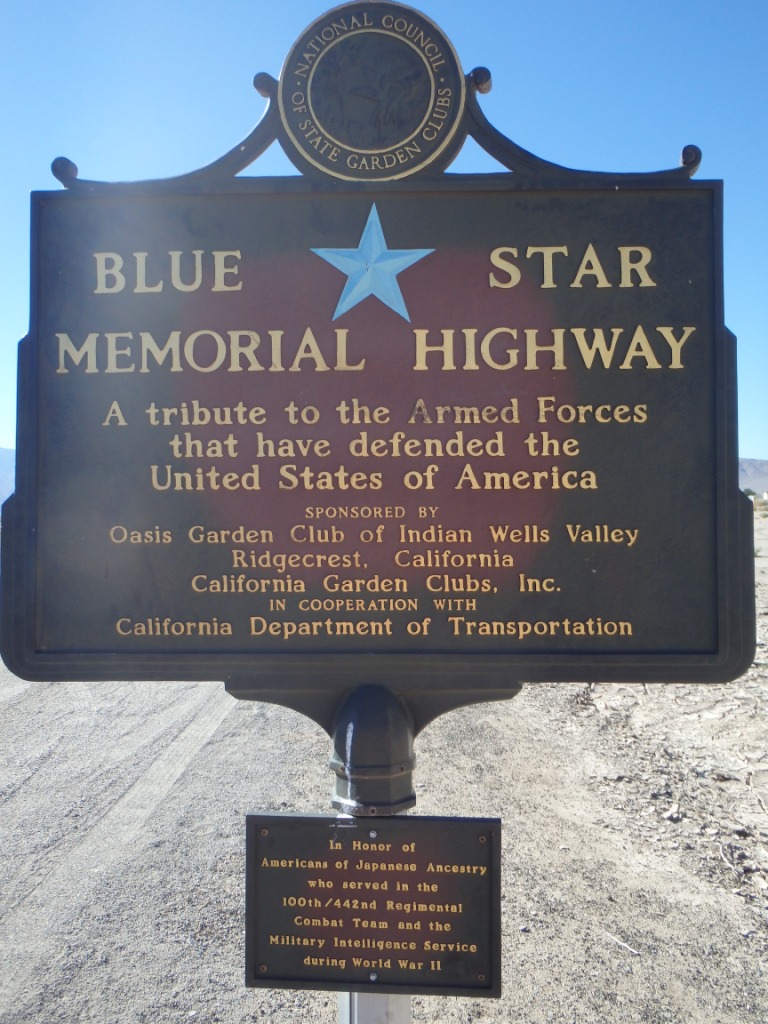 NATIONAL COUNCIL
OF STATE GARDEN CLUBS
BLUE STAR
MEMORIAL HIGHWAY
A tribute to the Armed Forces
that have defended the
United States of America
SPONSORED BY
Oasis Garden Club of Indian Wells Valley
Ridgecrest, California
California Garden Clubs, Inc.
IN COOPERATION WITH
California Department of Transportation
In Honor of
Americans of Japanese Ancestry
who served in the
100th/442nd Regimental
Combat Team and the
Military Intelligence Service
during World War II